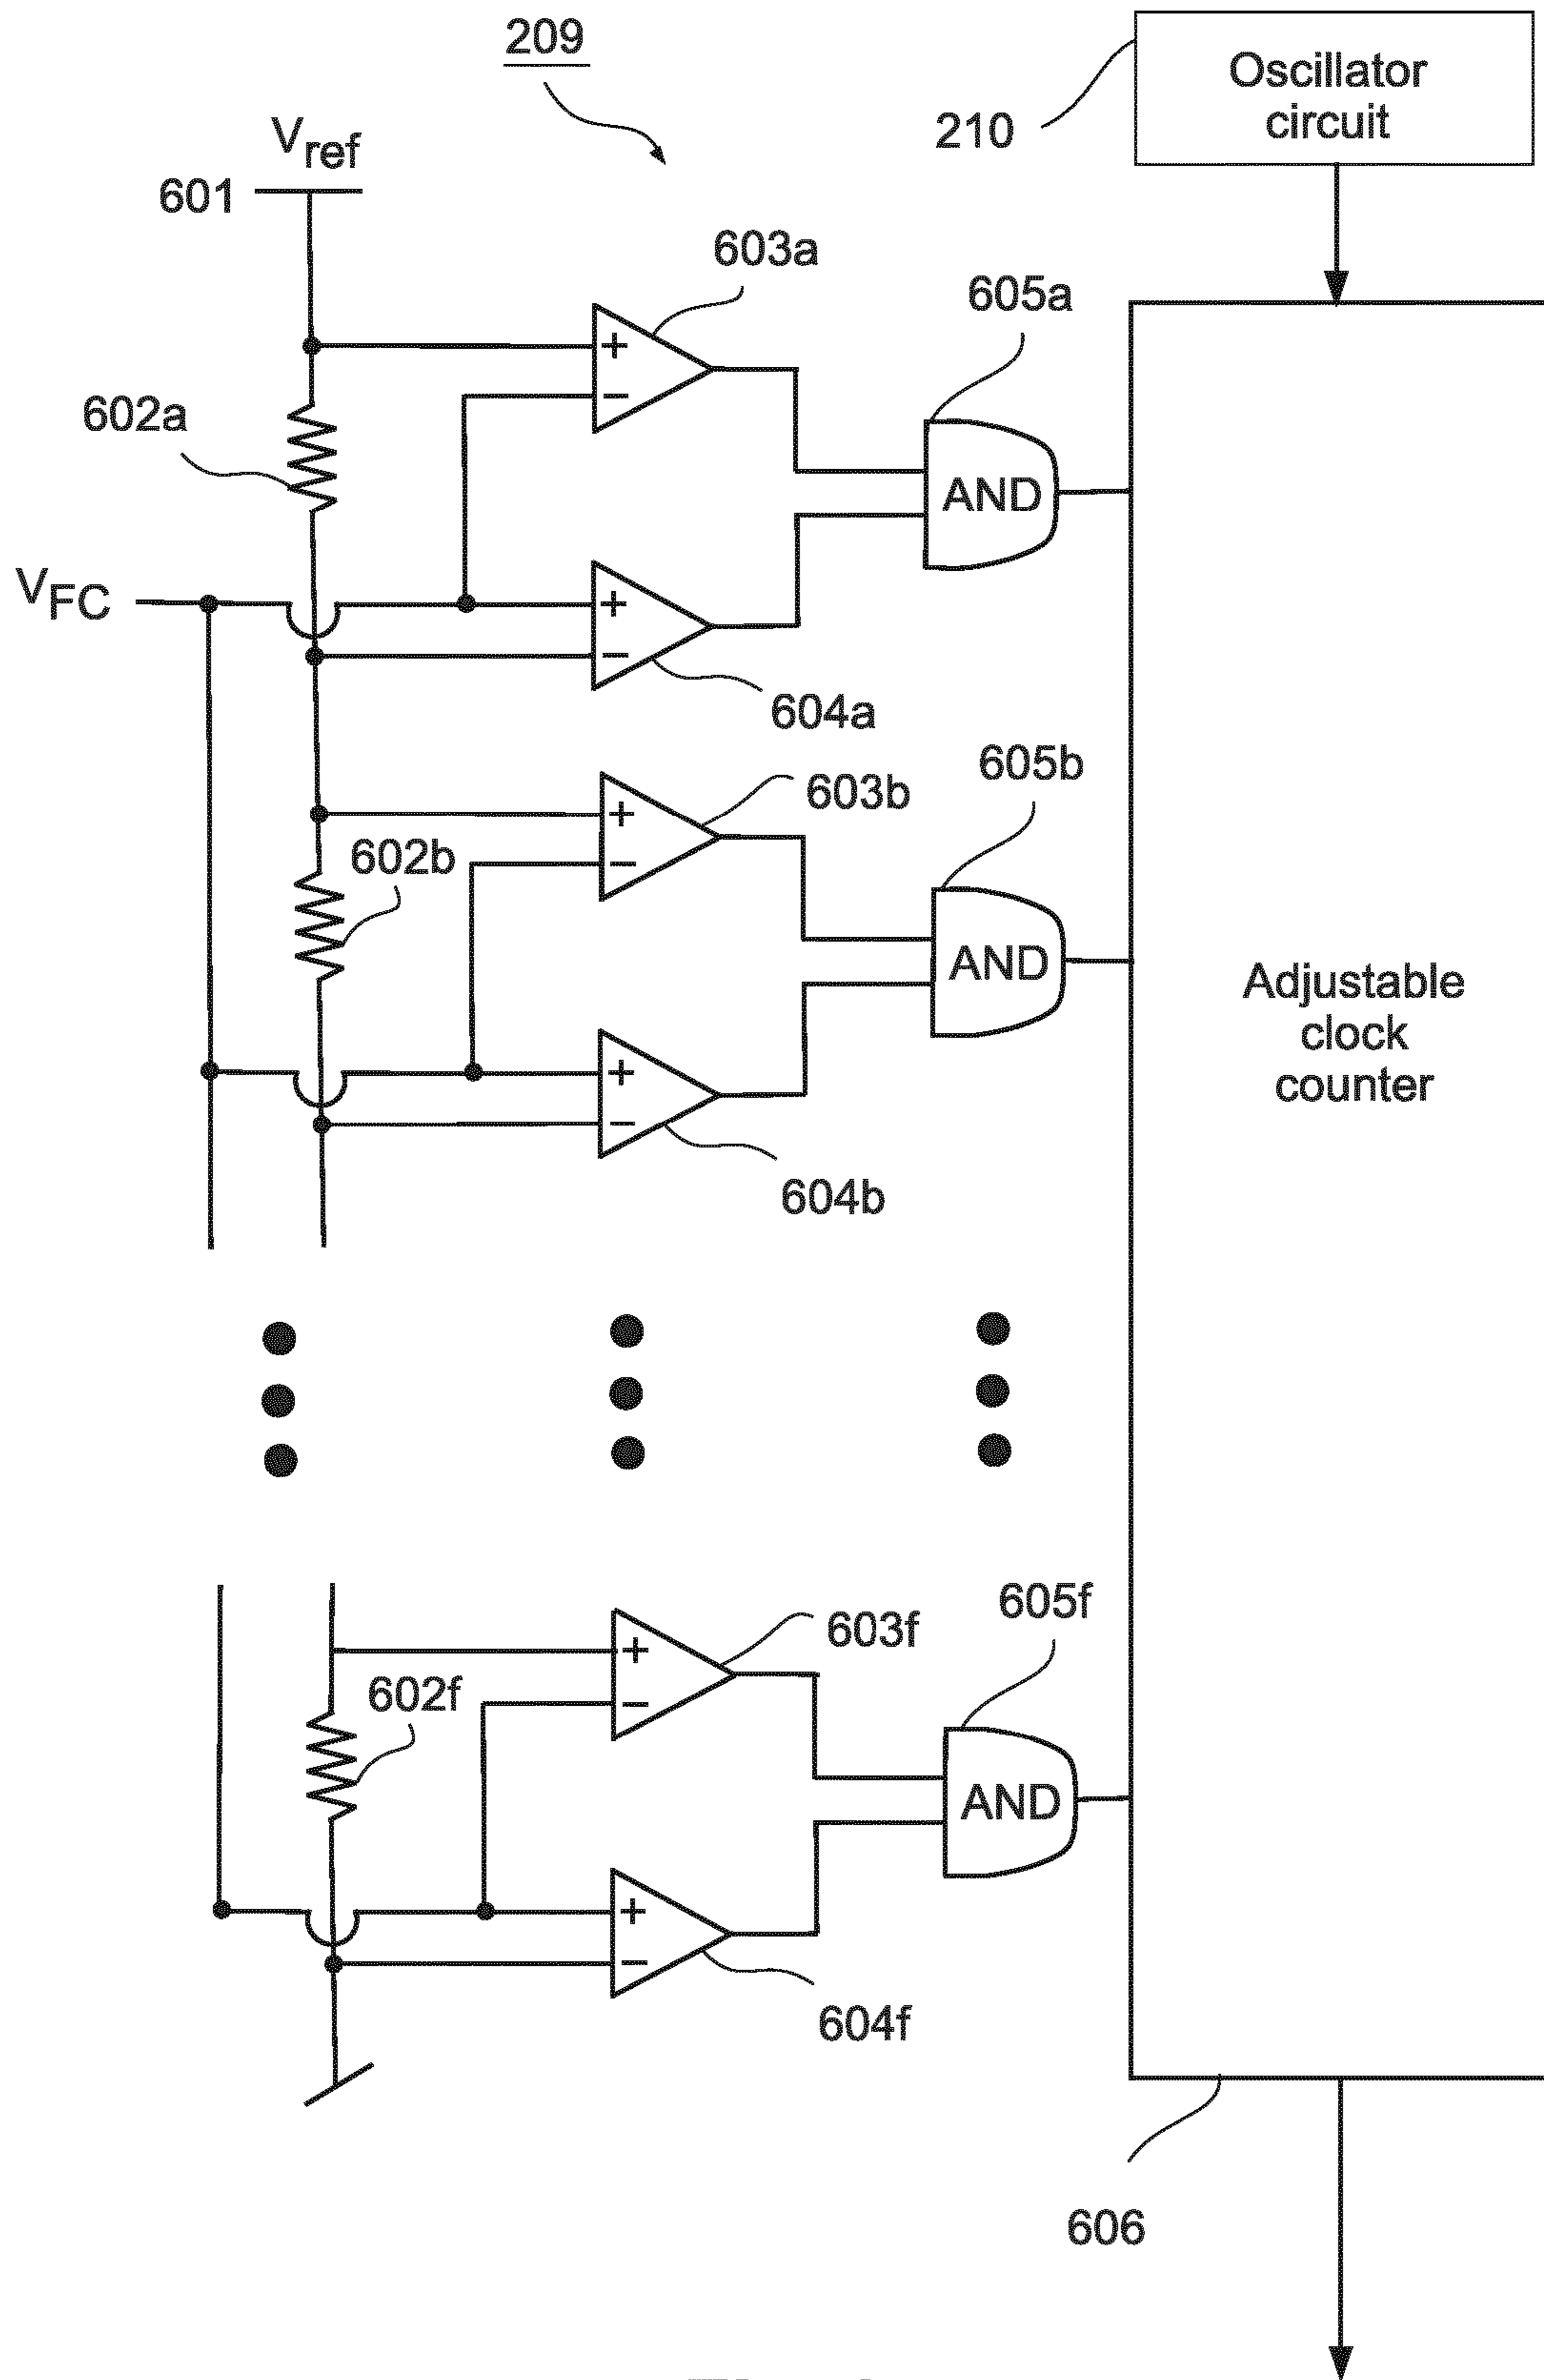 209
Oscillator
circuit
210
Vref
601
603a
605a
602a
+
−
AND
VFC
+
−
604a
605b
603b
+
−
602b
AND
Adjustable
clock
counter
+
−
604b
605f
603f
+
−
602f
AND
+
−
604f
606